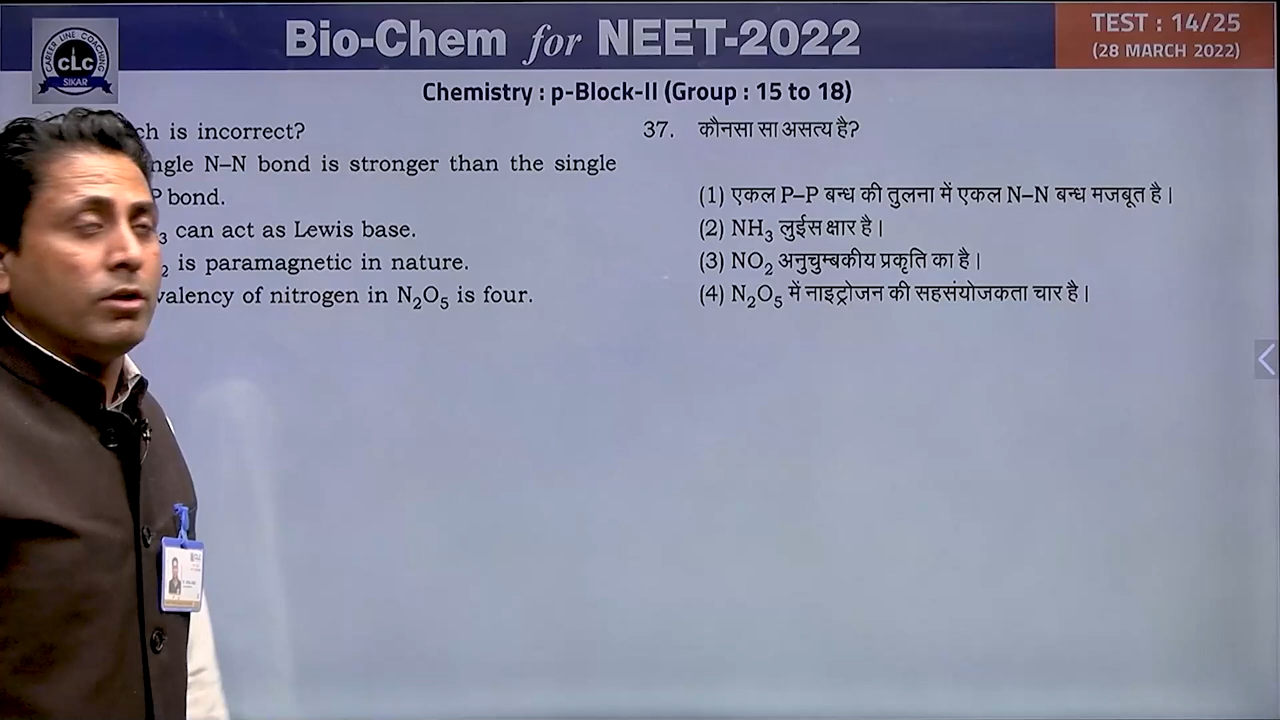 CAREER LINE COACHING
CLC
SIKAR
Bio-Chem for NEET-2022
TEST : 14/25
(28 MARCH 2022)
Chemistry : p-Block-II (Group : 15 to 18)
ch is incorrect?
ngle N–N bond is stronger than the single
P bond.
3 can act as Lewis base.
2 is paramagnetic in nature.
valency of nitrogen in N2O5 is four.
37. कौनसा सा असत्य है?
(1) एकल P–P बन्ध की तुलना में एकल N–N बन्ध मजबूत है।
(2) NH3 लुईस क्षार है।
(3) NO2 अनुचुम्बकीय प्रकृति का है।
(4) N2O5 में नाइट्रोजन की सहसंयोजकता चार है।